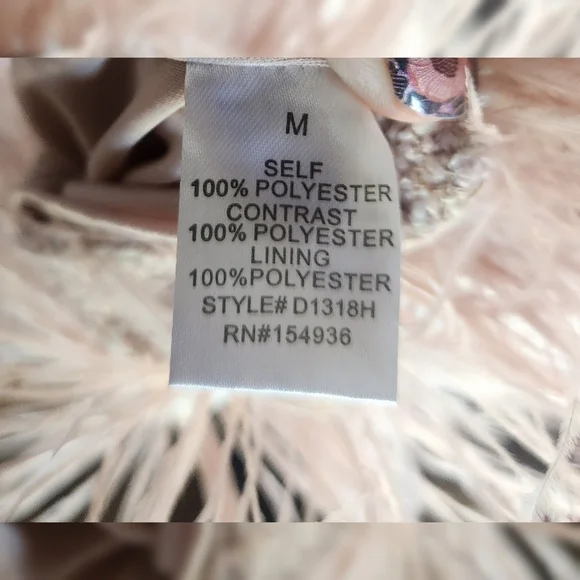 M
SELF
100% POLYESTER
CONTRAST
100% POLYESTER
LINING
100%POLYESTER
STYLE# D1318H
RN#154936